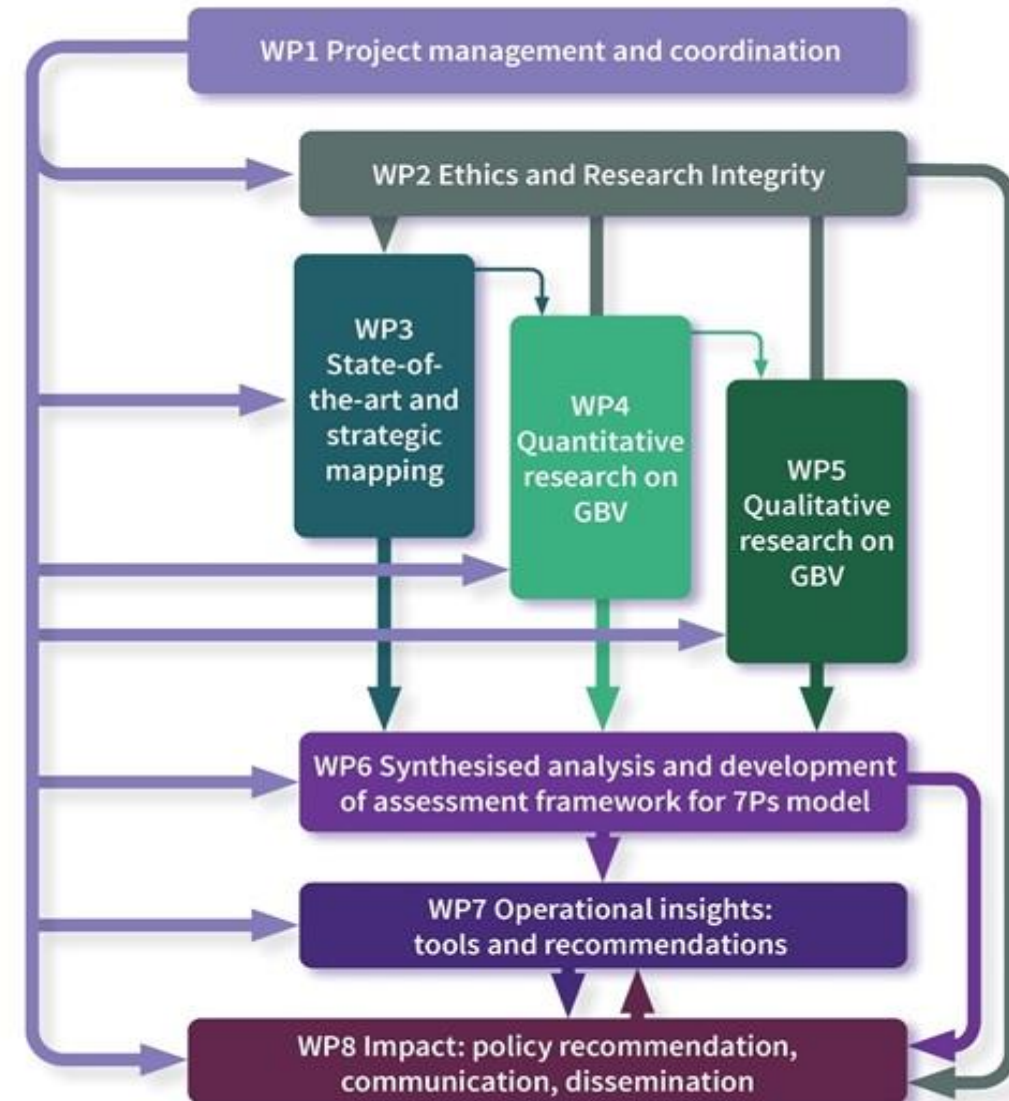 WP1 Project management and coordination
WP2 Ethics and Research Integrity
WP3
State-of-
the-art and
strategic
mapping
WP4
Quantitative
research on
GBV
WP5
Qualitative
research on
GBV
WP6 Synthesised analysis and development
of assessment framework for 7Ps model
WP7 Operational insights:
tools and recommendations
WP8 Impact: policy recommendation,
communication, dissemination